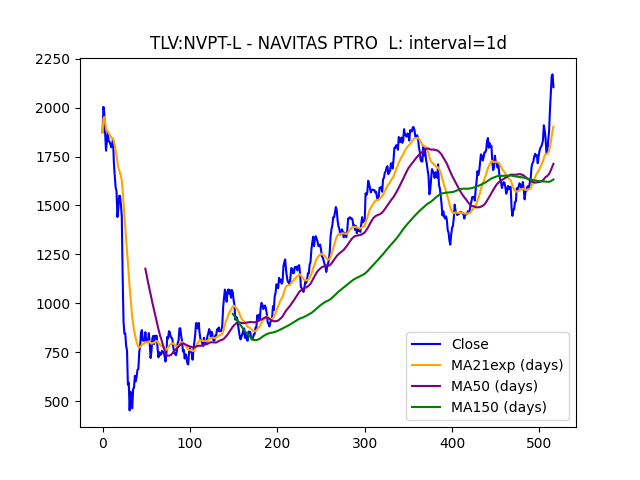 TLV:NVPT-L - NAVITAS PTRO  L: interval=1d
2250
2000
1750
1500
1250
1000
750
500
0 100 200 300 400 500
Close
MA21exp (days)
MA50 (days)
MA150 (days)